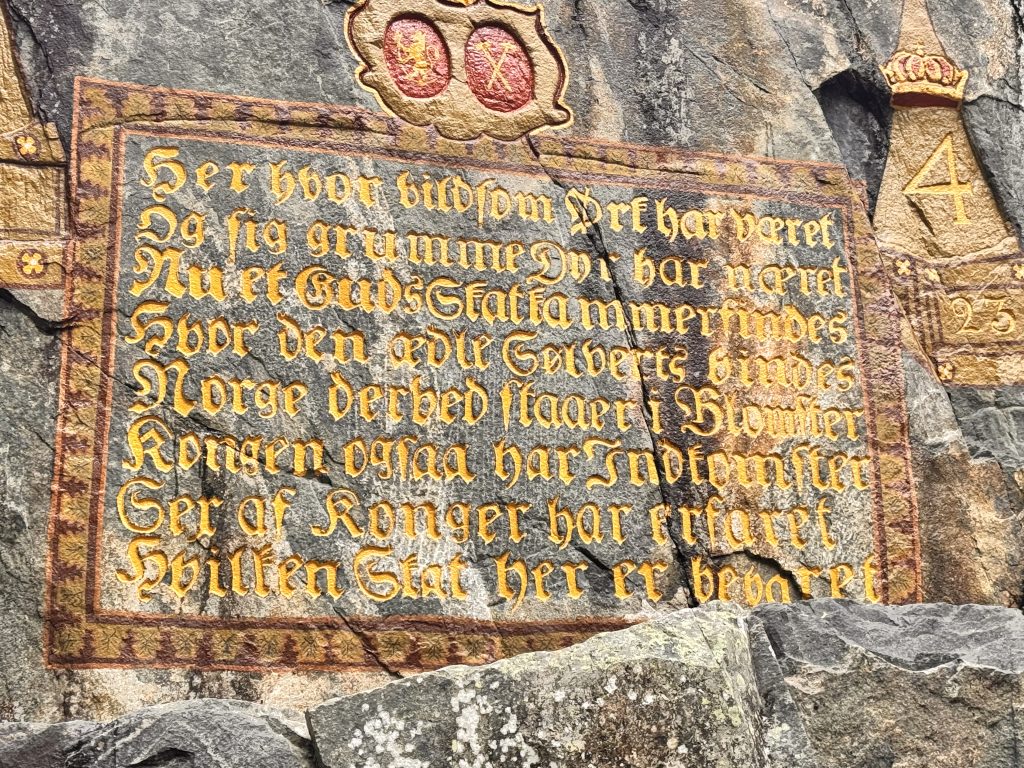 Her hvor vildsom Ørk har været
Og sig grumme Dyr har næret
Nu et Guds Skatkammer findes
Hvor den ædle Sølverts bindes
Norge derbed staaer i Blomster
Kongen ogsaa har Indkomster
Ser af Konger har erfaret
Hvilken Skat her er bevaret
4
23